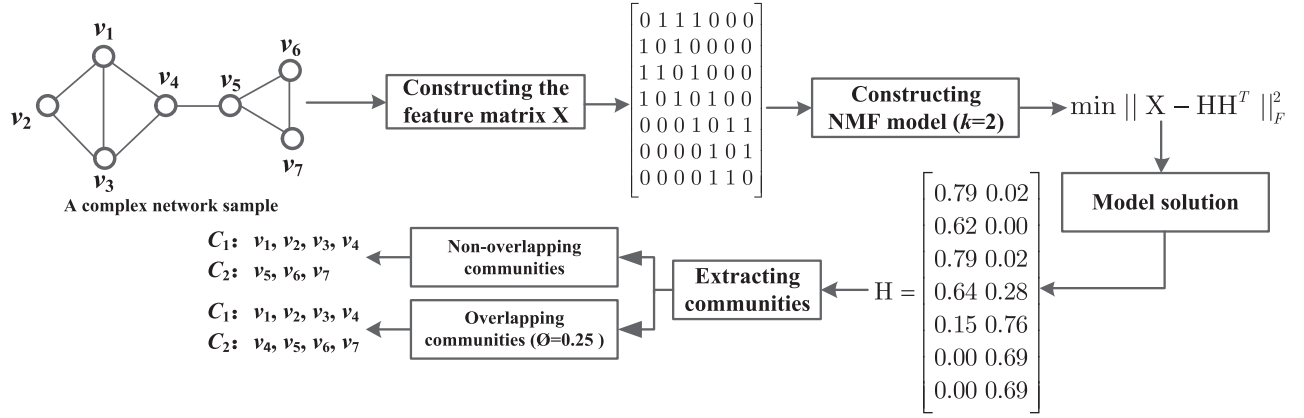 v₁
v₂
v₃
v₄
v₅
v₆
v₇
A complex network sample
Constructing the
feature matrix X
0 1 1 1 0 0 0
1 0 1 0 0 0 0
1 1 0 1 0 0 0
1 0 1 0 1 0 0
0 0 0 1 0 1 1
0 0 0 0 1 0 1
0 0 0 0 1 1 0
Constructing
NMF model (k=2)
min || X − HHᵀ ||²_F
Model solution
H =
0.79 0.02
0.62 0.00
0.79 0.02
0.64 0.28
0.15 0.76
0.00 0.69
0.00 0.69
Extracting
communities
Non-overlapping
communities
C₁: v₁, v₂, v₃, v₄
C₂: v₅, v₆, v₇
Overlapping
communities (Ø=0.25 )
C₁: v₁, v₂, v₃, v₄
C₂: v₄, v₅, v₆, v₇